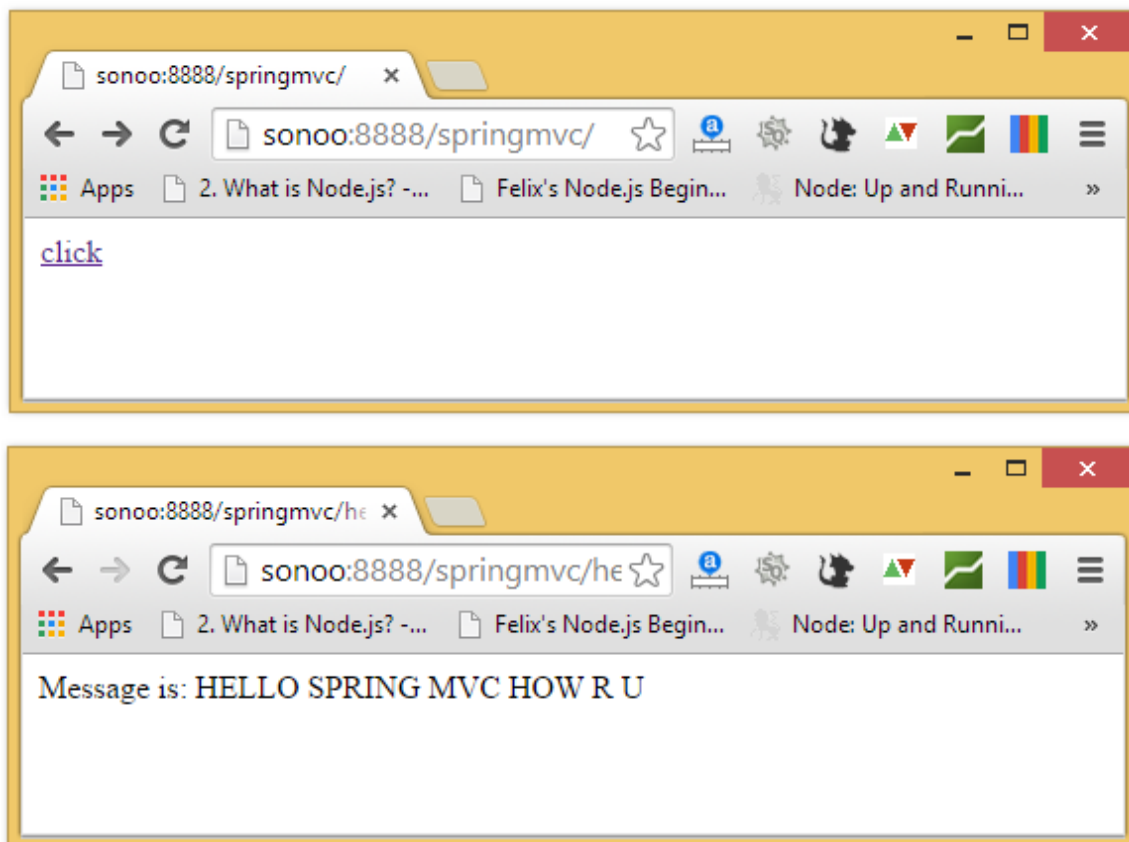 sonoo:8888/springmvc/
sonoo:8888/springmvc/
Apps 2. What is Node.js? -... Felix's Node.js Begin... Node: Up and Runni... »
click
sonoo:8888/springmvc/he
sonoo:8888/springmvc/he
Apps 2. What is Node.js? -... Felix's Node.js Begin... Node: Up and Runni... »
Message is: HELLO SPRING MVC HOW R U